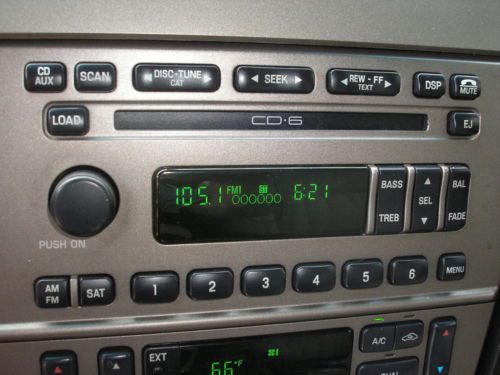 CD AUX
SCAN
DISC-TUNE
CAT
SEEK
REW - FF
TEXT
DSP
MUTE
LOAD
CD·6
EJ
105.1 FM1 6:21
BASS
TREB
SEL
BAL
FADE
PUSH ON
AM FM
SAT
1 2 3 4 5 6
MENU
EXT
66°F
A/C